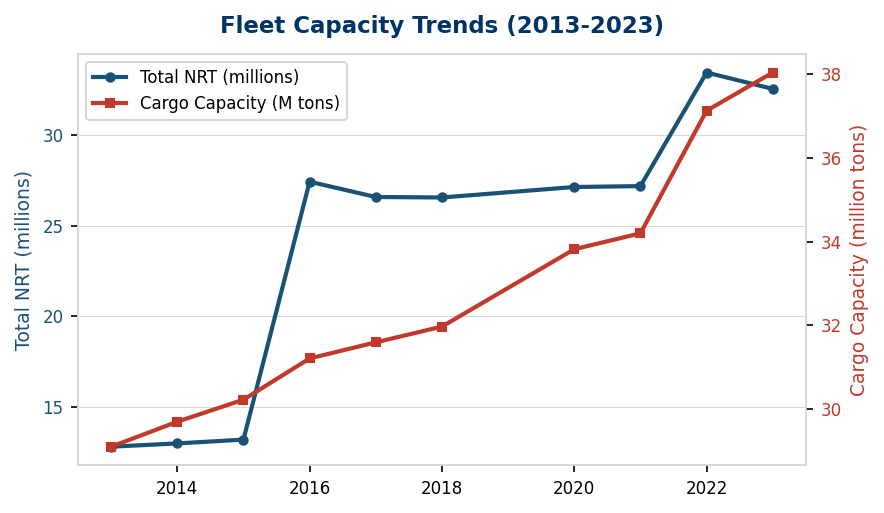 Fleet Capacity Trends (2013-2023)
Total NRT (millions)
Cargo Capacity (M tons)
Total NRT (millions)
30
25
20
15
Cargo Capacity (million tons)
38
36
34
32
30
2014 2016 2018 2020 2022